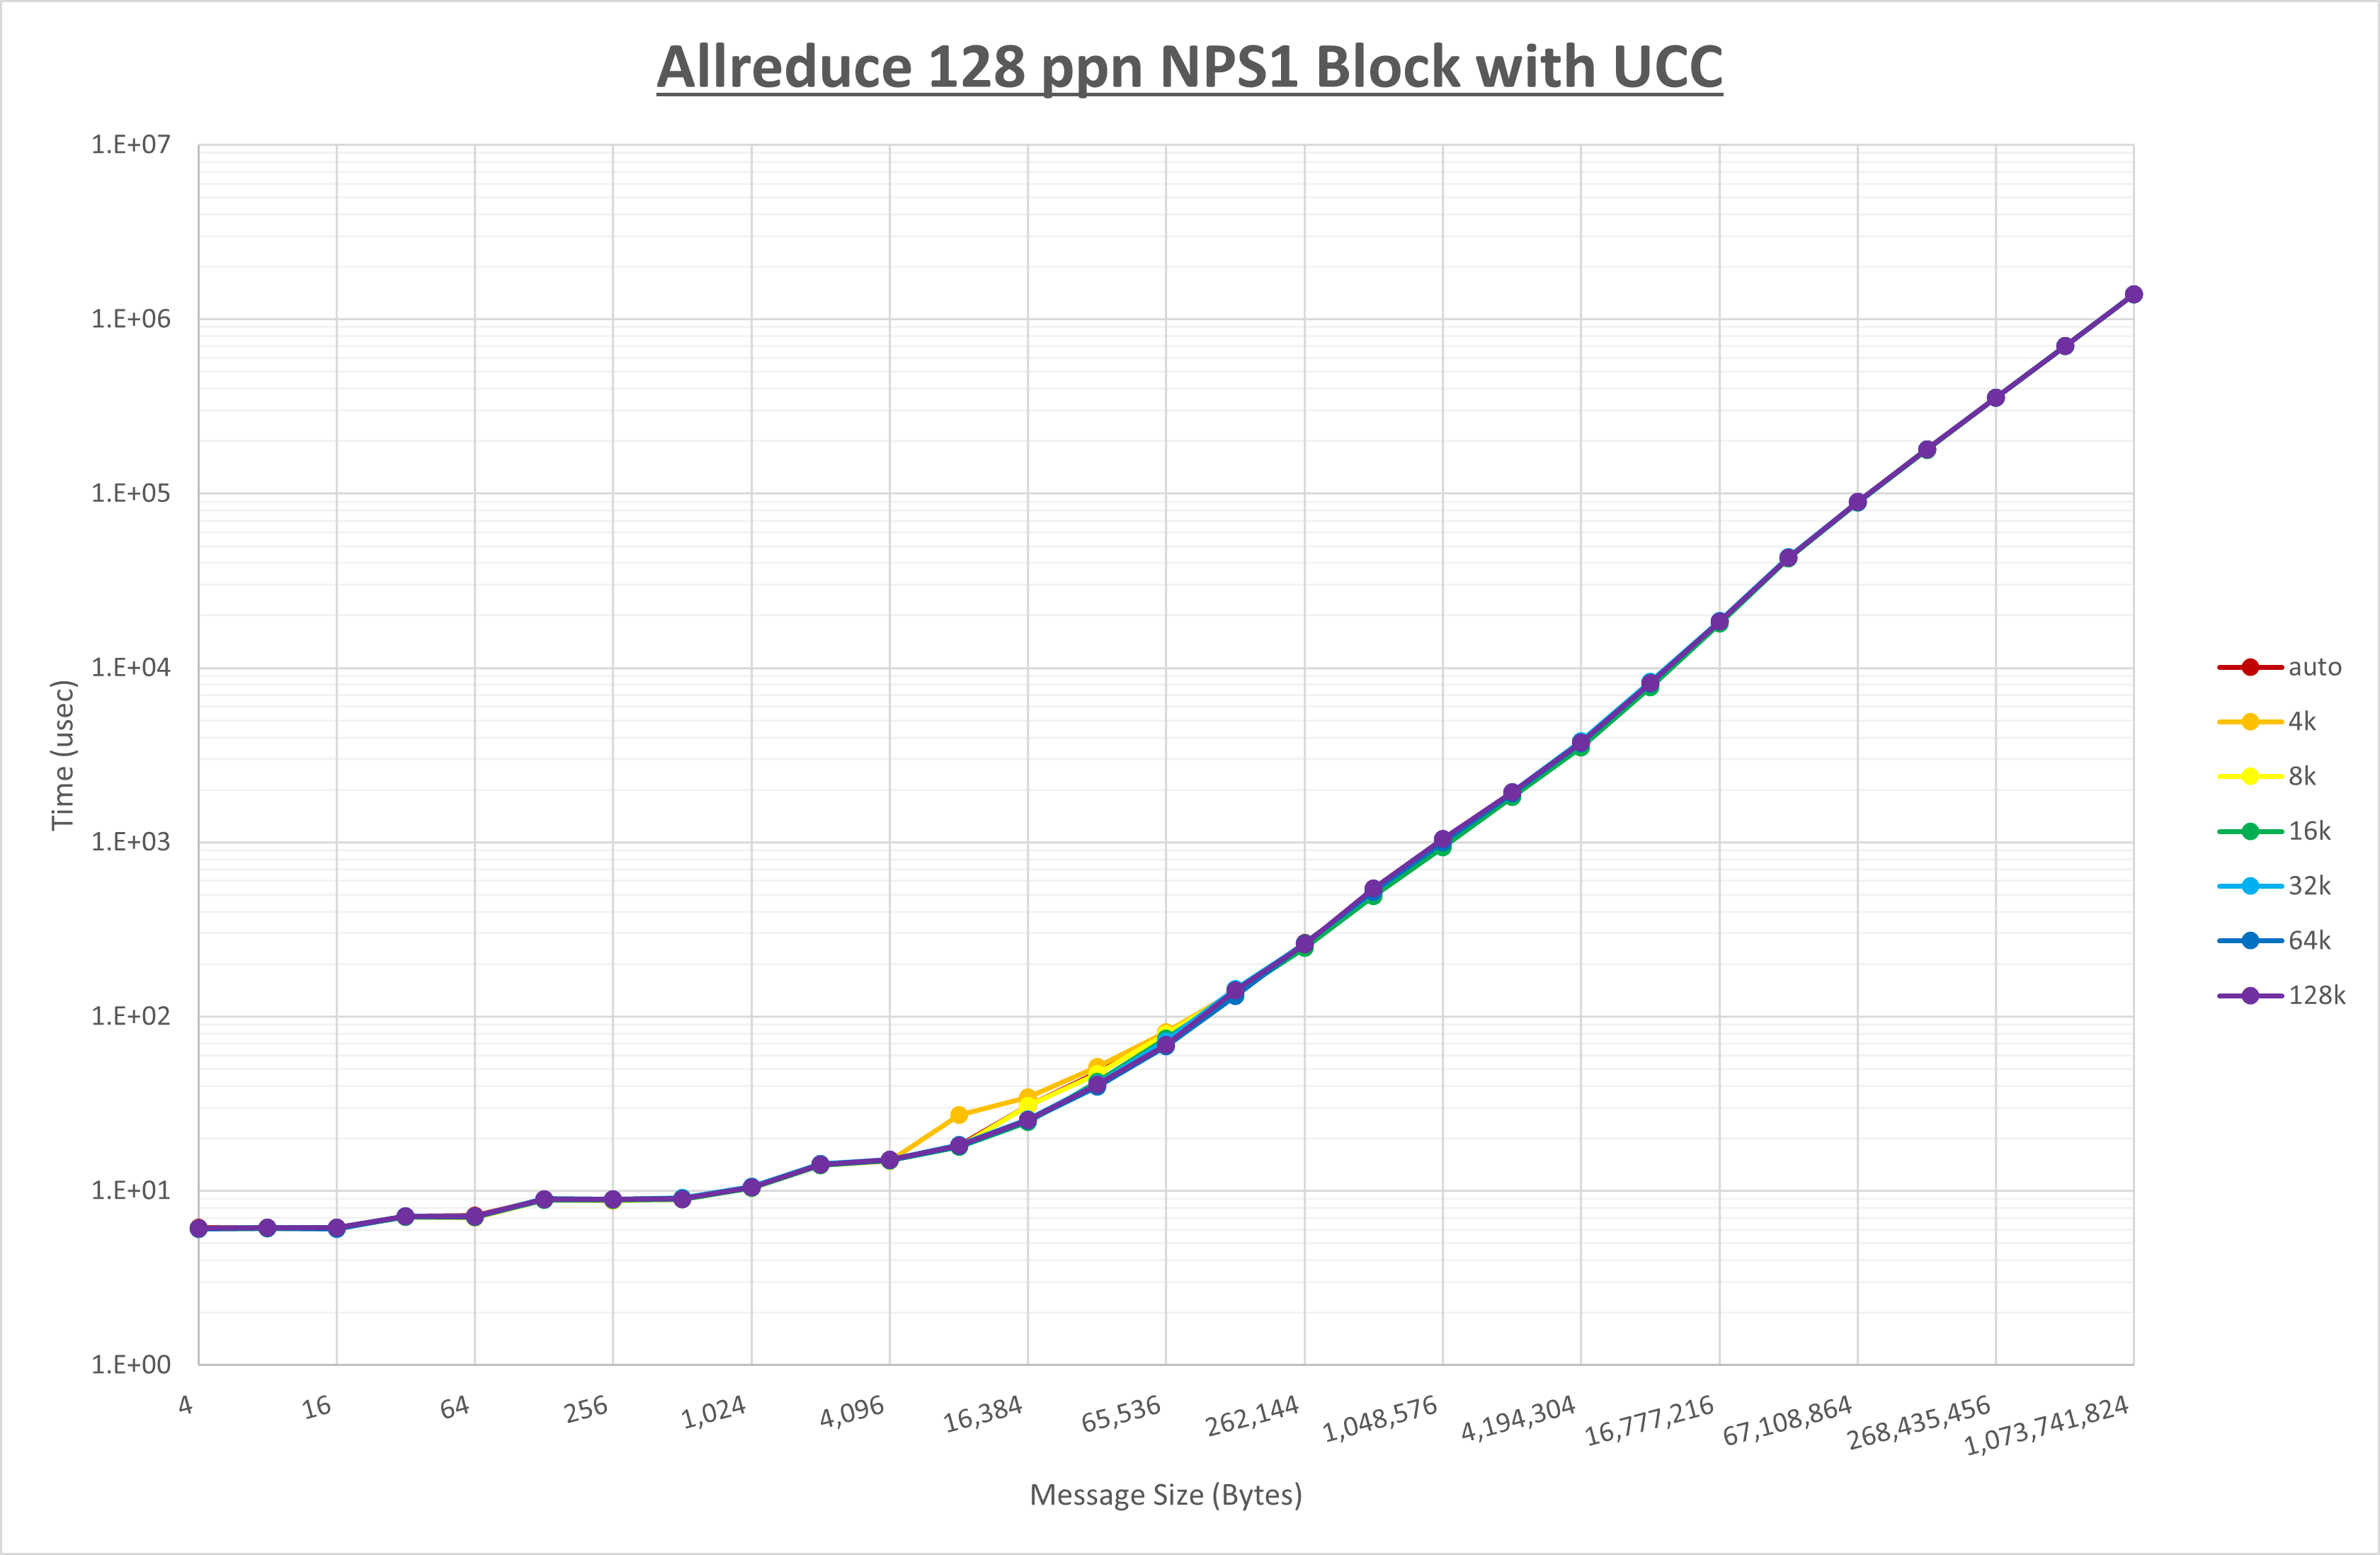 Allreduce 128 ppn NPS1 Block with UCC
1.E+07
1.E+06
1.E+05
1.E+04
1.E+03
1.E+02
1.E+01
1.E+00
Time (usec)
auto
4k
8k
16k
32k
64k
128k
4
16
64
256
1,024
4,096
16,384
65,536
262,144
1,048,576
4,194,304
16,777,216
67,108,864
268,435,456
1,073,741,824
Message Size (Bytes)